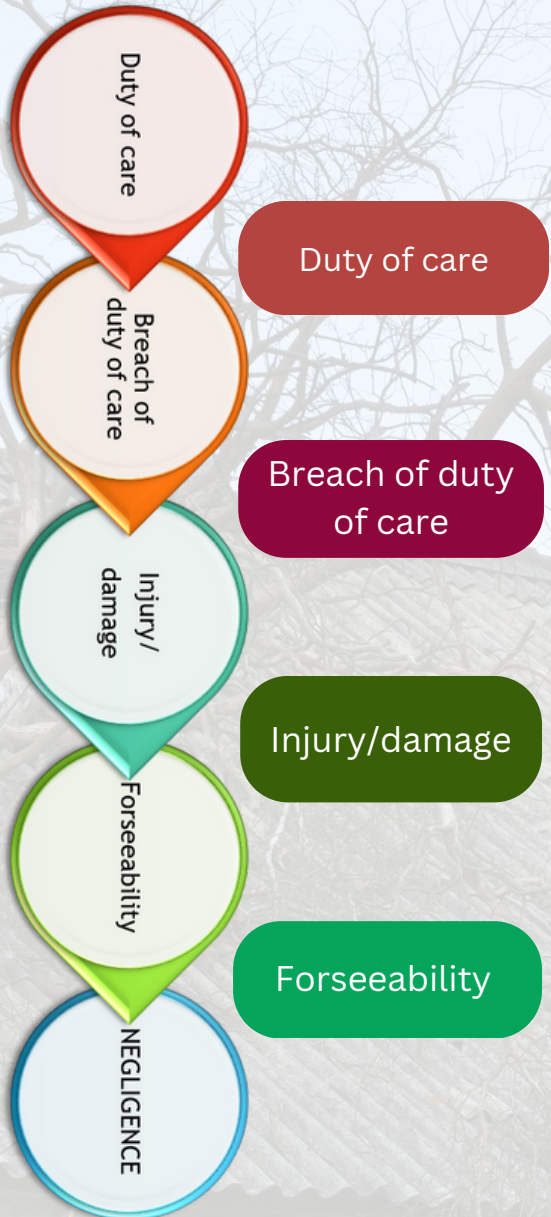 Duty of care
Duty of care
Breach of
duty of care
Breach of duty
of care
Injury/
damage
Injury/damage
Forseeability
Forseeability
NEGLIGENCE